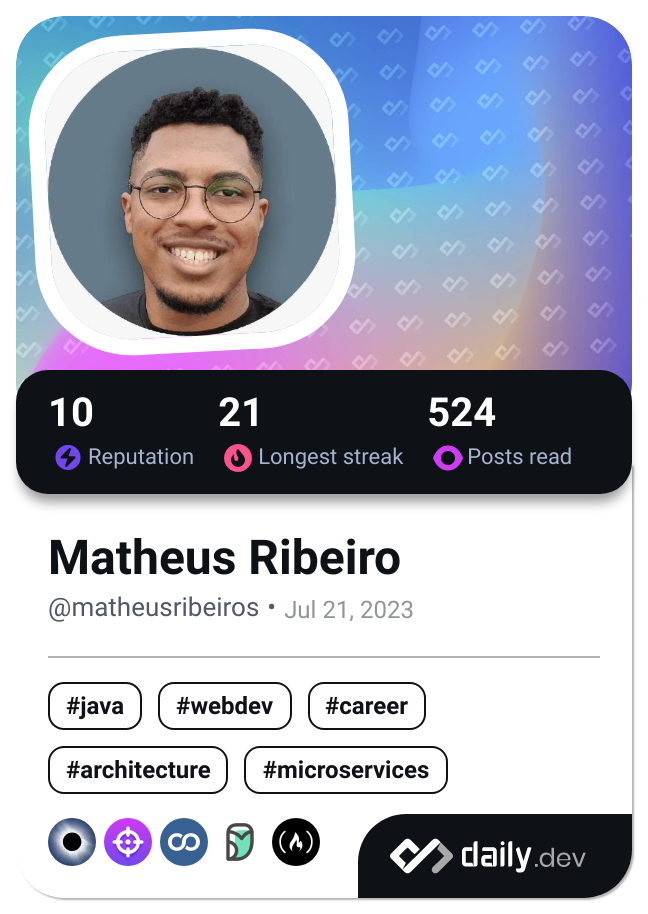 10 21 524
Reputation Longest streak Posts read
Matheus Ribeiro
@matheusribeiros • Jul 21, 2023
#java #webdev #career
#architecture #microservices
daily.dev